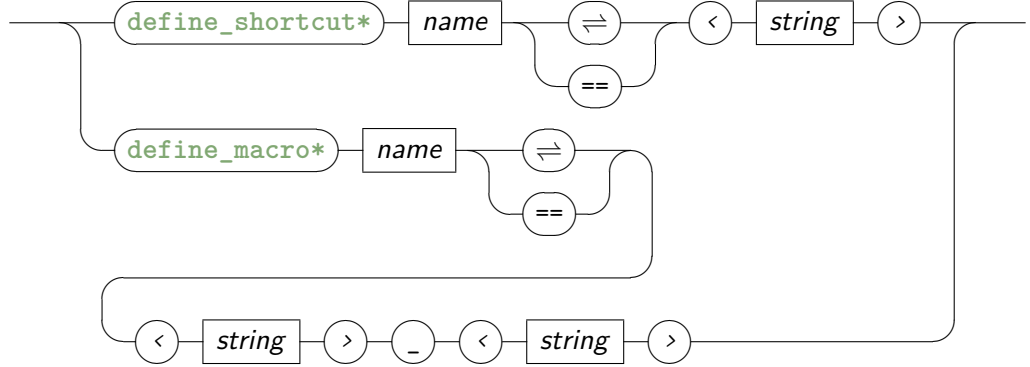 define_shortcut* name ⇌ < string >
==
define_macro* name ⇌
==
< string > _ < string >